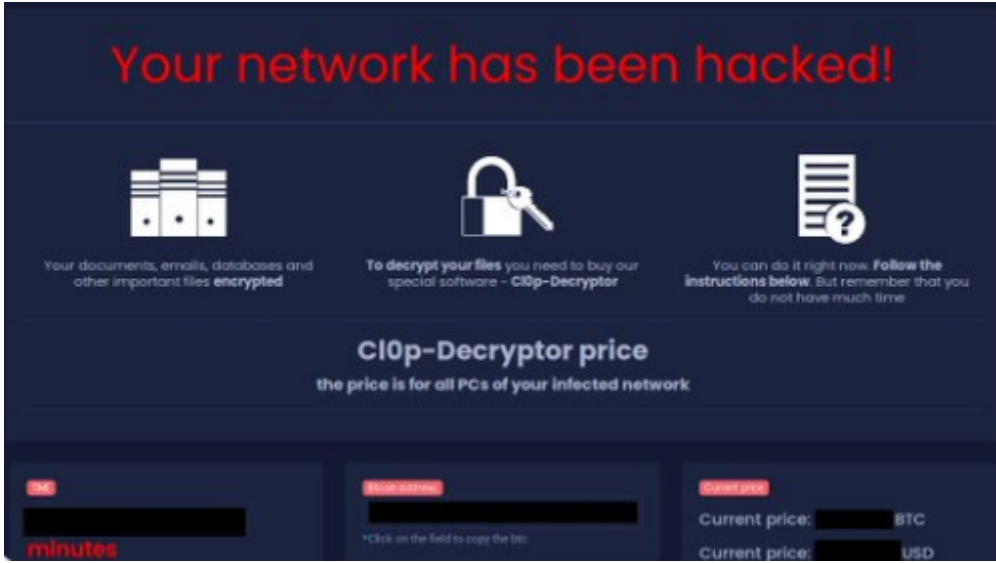 Your network has been hacked!
Your documents, emails, databases and
other important files encrypted
To decrypt your files you need to buy our
special software - Cl0p-Decryptor
You can do it right now. Follow the
instructions below. But remember that you
do not have much time
Cl0p-Decryptor price
the price is for all PCs of your infected network
TIME
minutes
Bitcoin address:
*Click on the field to copy the btc
Current price
Current price: BTC
Current price: USD